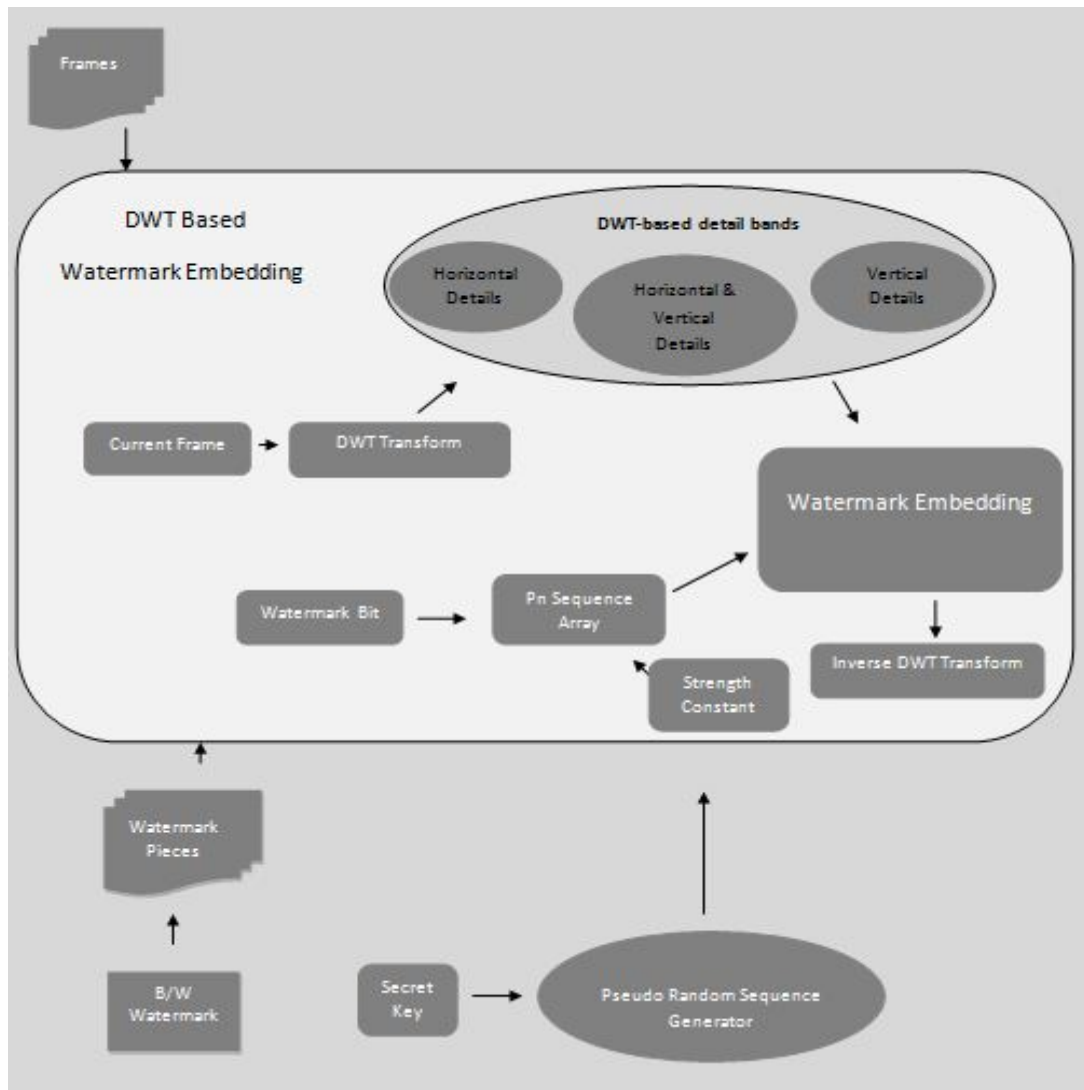 Frames
DWT Based
Watermark Embedding
DWT-based detail bands
Horizontal
Details
Horizontal &
Vertical
Details
Vertical
Details
Current Frame
DWT Transform
Watermark Embedding
Watermark Bit
Pn Sequence
Array
Strength
Constant
Inverse DWT Transform
Watermark
Pieces
B/W
Watermark
Secret
Key
Pseudo Random Sequence
Generator